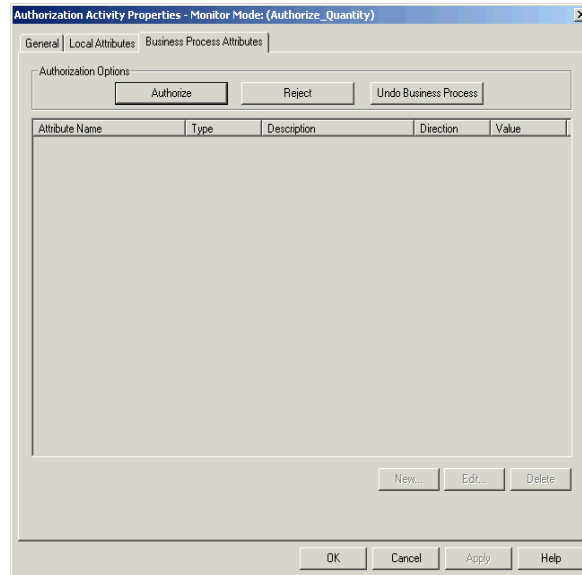 Authorization Activity Properties - Monitor Mode: (Authorize_Quantity)
General Local Attributes Business Process Attributes
Authorization Options
Authorize Reject Undo Business Process
Attribute Name Type Description Direction Value
New... Edit... Delete
OK Cancel Apply Help